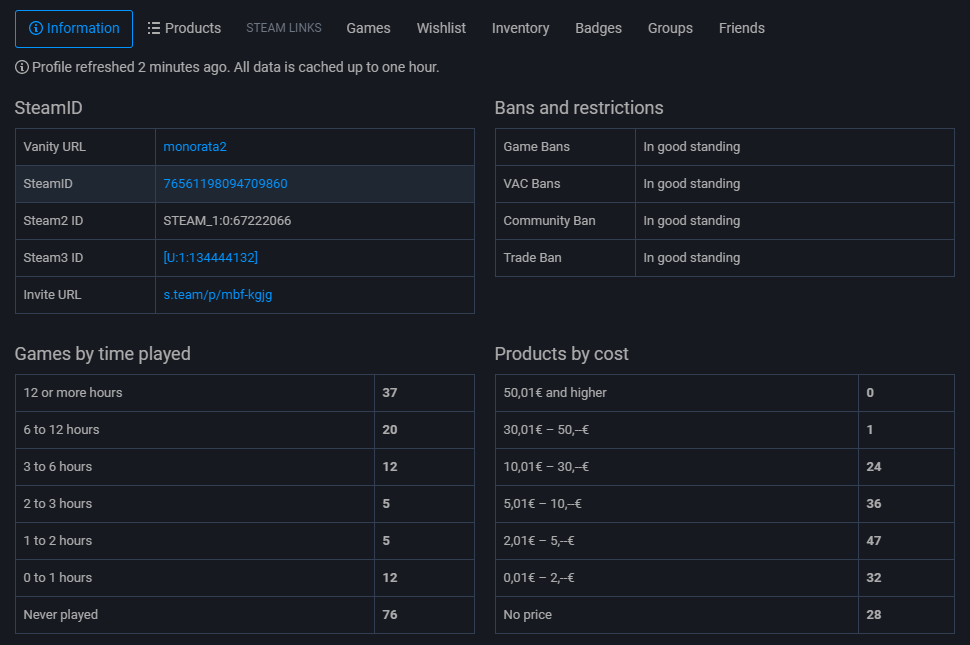 Information Products STEAM LINKS Games Wishlist Inventory Badges Groups Friends
Profile refreshed 2 minutes ago. All data is cached up to one hour.
SteamID
Vanity URL monorata2
SteamID 76561198094709860
Steam2 ID STEAM_1:0:67222066
Steam3 ID [U:1:134444132]
Invite URL s.team/p/mbf-kgjg
Bans and restrictions
Game Bans In good standing
VAC Bans In good standing
Community Ban In good standing
Trade Ban In good standing
Games by time played
12 or more hours 37
6 to 12 hours 20
3 to 6 hours 12
2 to 3 hours 5
1 to 2 hours 5
0 to 1 hours 12
Never played 76
Products by cost
50,01€ and higher 0
30,01€ – 50,--€ 1
10,01€ – 30,--€ 24
5,01€ – 10,--€ 36
2,01€ – 5,--€ 47
0,01€ – 2,--€ 32
No price 28